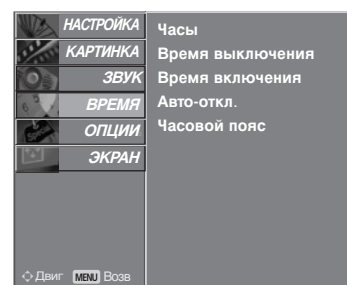 НАСТРОЙКА
КАРТИНКА
ЗВУК
ВРЕМЯ
ОПЦИИ
ЭКРАН
Часы
Время выключения
Время включения
Авто-откл.
Часовой пояс
Двиг MENU Возв